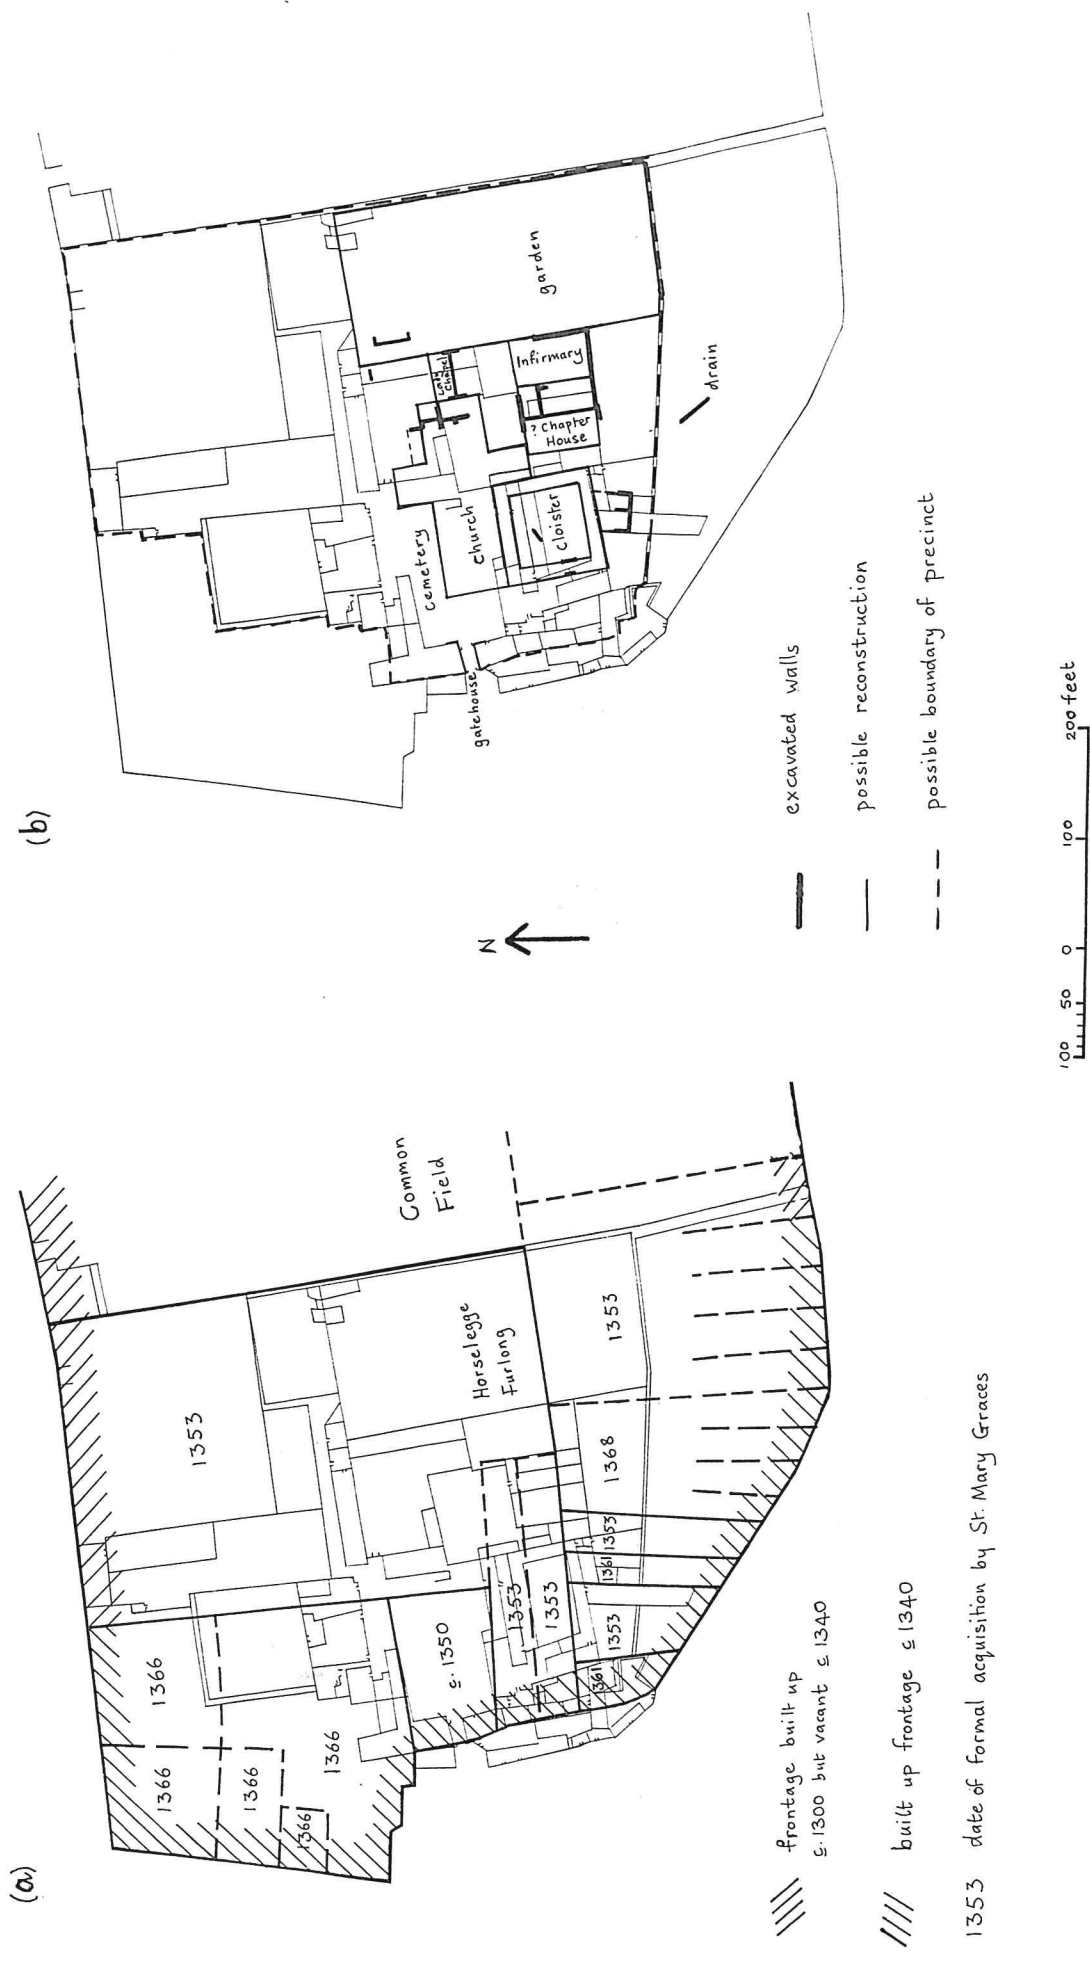 (a)
1366
1366
1366
1366
1366
1353
c. 1350
1353
1353
Horselegge
Furlong
Common
Field
1361
1353
1361
1353
1368
1353
frontage built up
c. 1300 but vacant c 1340
built up frontage c 1340
1353 date of formal acquisition by St. Mary Graces
N
(b)
gatehouse
cemetery
church
Cloister
Lady
Chapel
? Chapter
House
Infirmary
garden
drain
excavated walls
possible reconstruction
possible boundary of precinct
100 50 0 100 200 feet